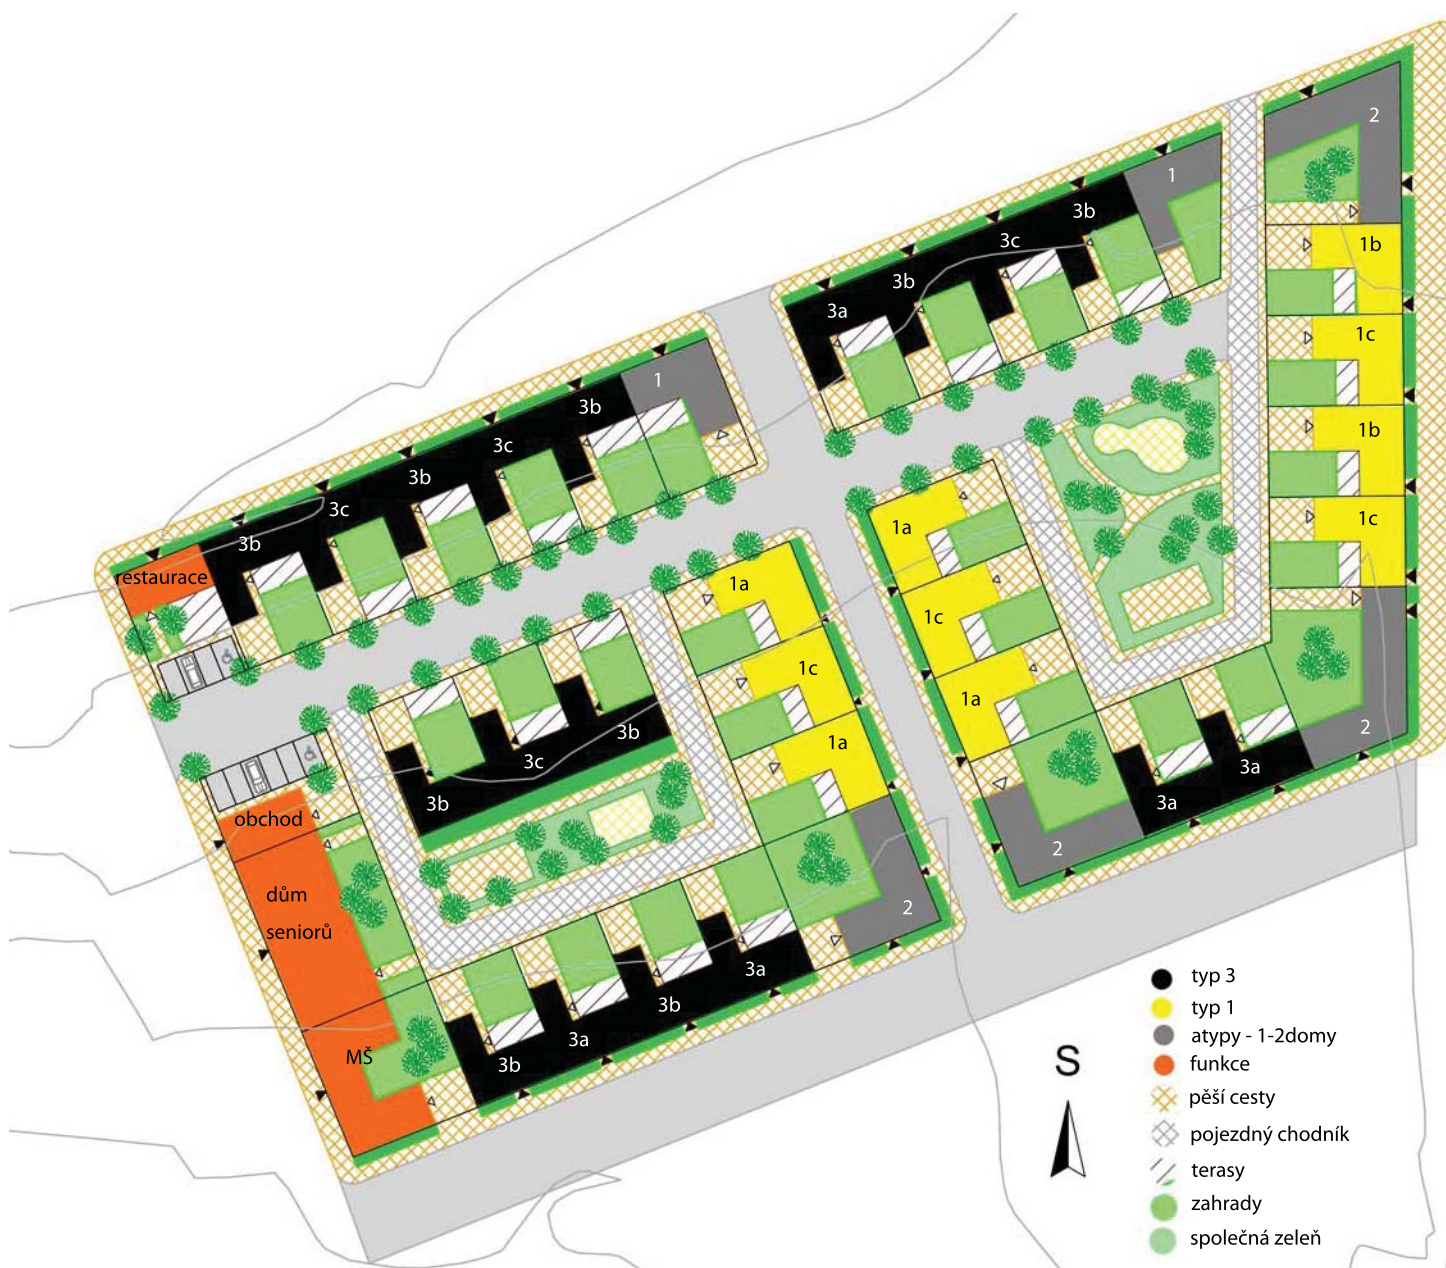 2
1
3b
3c
3b
3a
1b
1c
1b
1c
1
3b
3c
3b
3c
3b
restaurace
1a
1c
1a
1a
1c
1a
3b
3c
3b
2
3a
3a
2
obchod
dům
seniorů
MŠ
2
3a
3b
3a
3b
typ 3
typ 1
atypy - 1-2domy
funkce
pěší cesty
pojezdný chodník
terasy
zahrady
společná zeleň
S